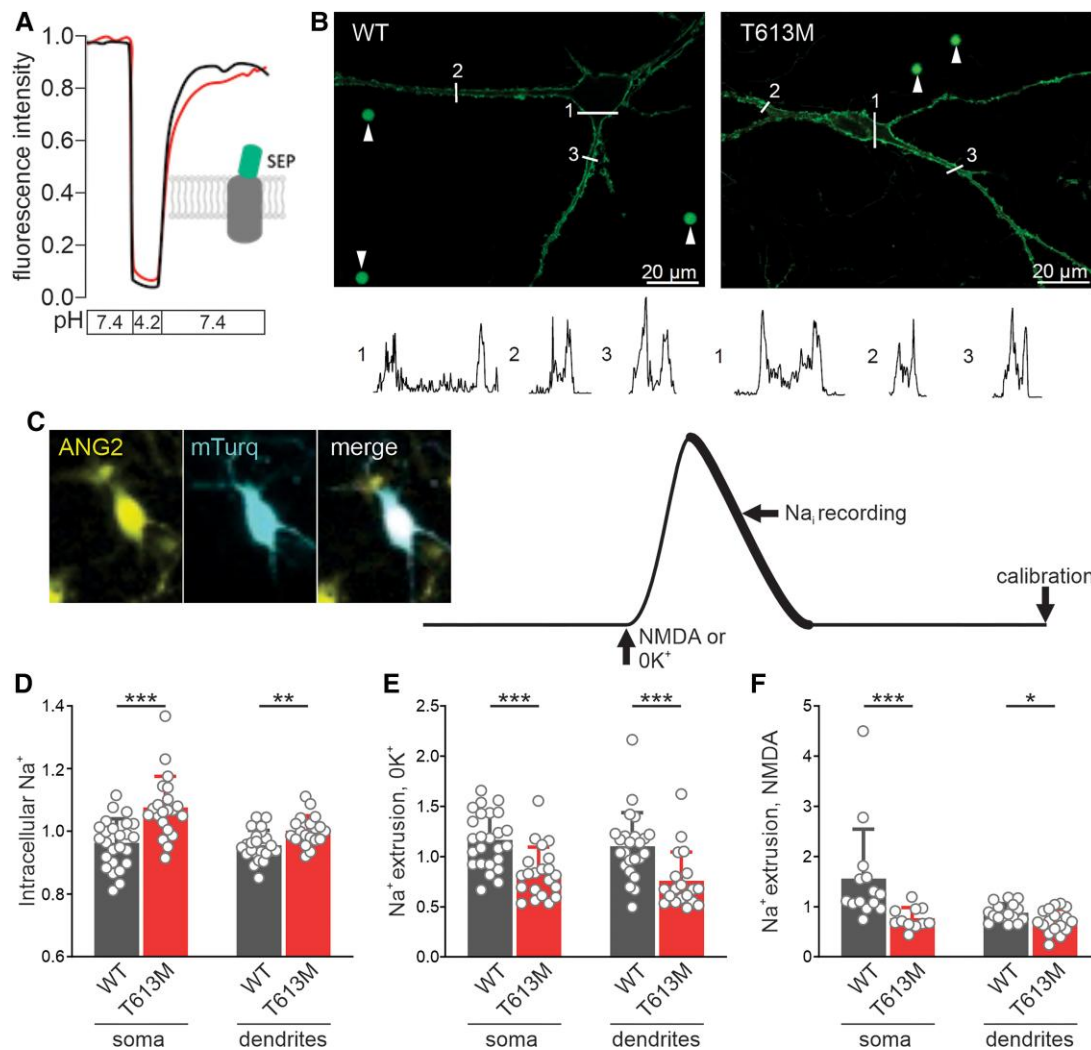 A
1.0
0.8
0.6
0.4
0.2
0.0
fluorescence intensity
SEP
pH 7.4 4.2 7.4
B
WT
2
1
3
20 µm
T613M
2
1
3
20 µm
1 2 3 1 2 3
C
ANG2 mTurq merge
Naᵢ recording
calibration
NMDA or
0K⁺
D
1.4
1.2
1.0
0.8
0.6
Intracellular Na⁺
*** **
WT T613M WT T613M
soma dendrites
E
2.5
2.0
1.5
1.0
0.5
0.0
Na⁺ extrusion, 0K⁺
*** ***
WT T613M WT T613M
soma dendrites
F
5
4
3
2
1
0
Na⁺ extrusion, NMDA
*** *
WT T613M WT T613M
soma dendrites